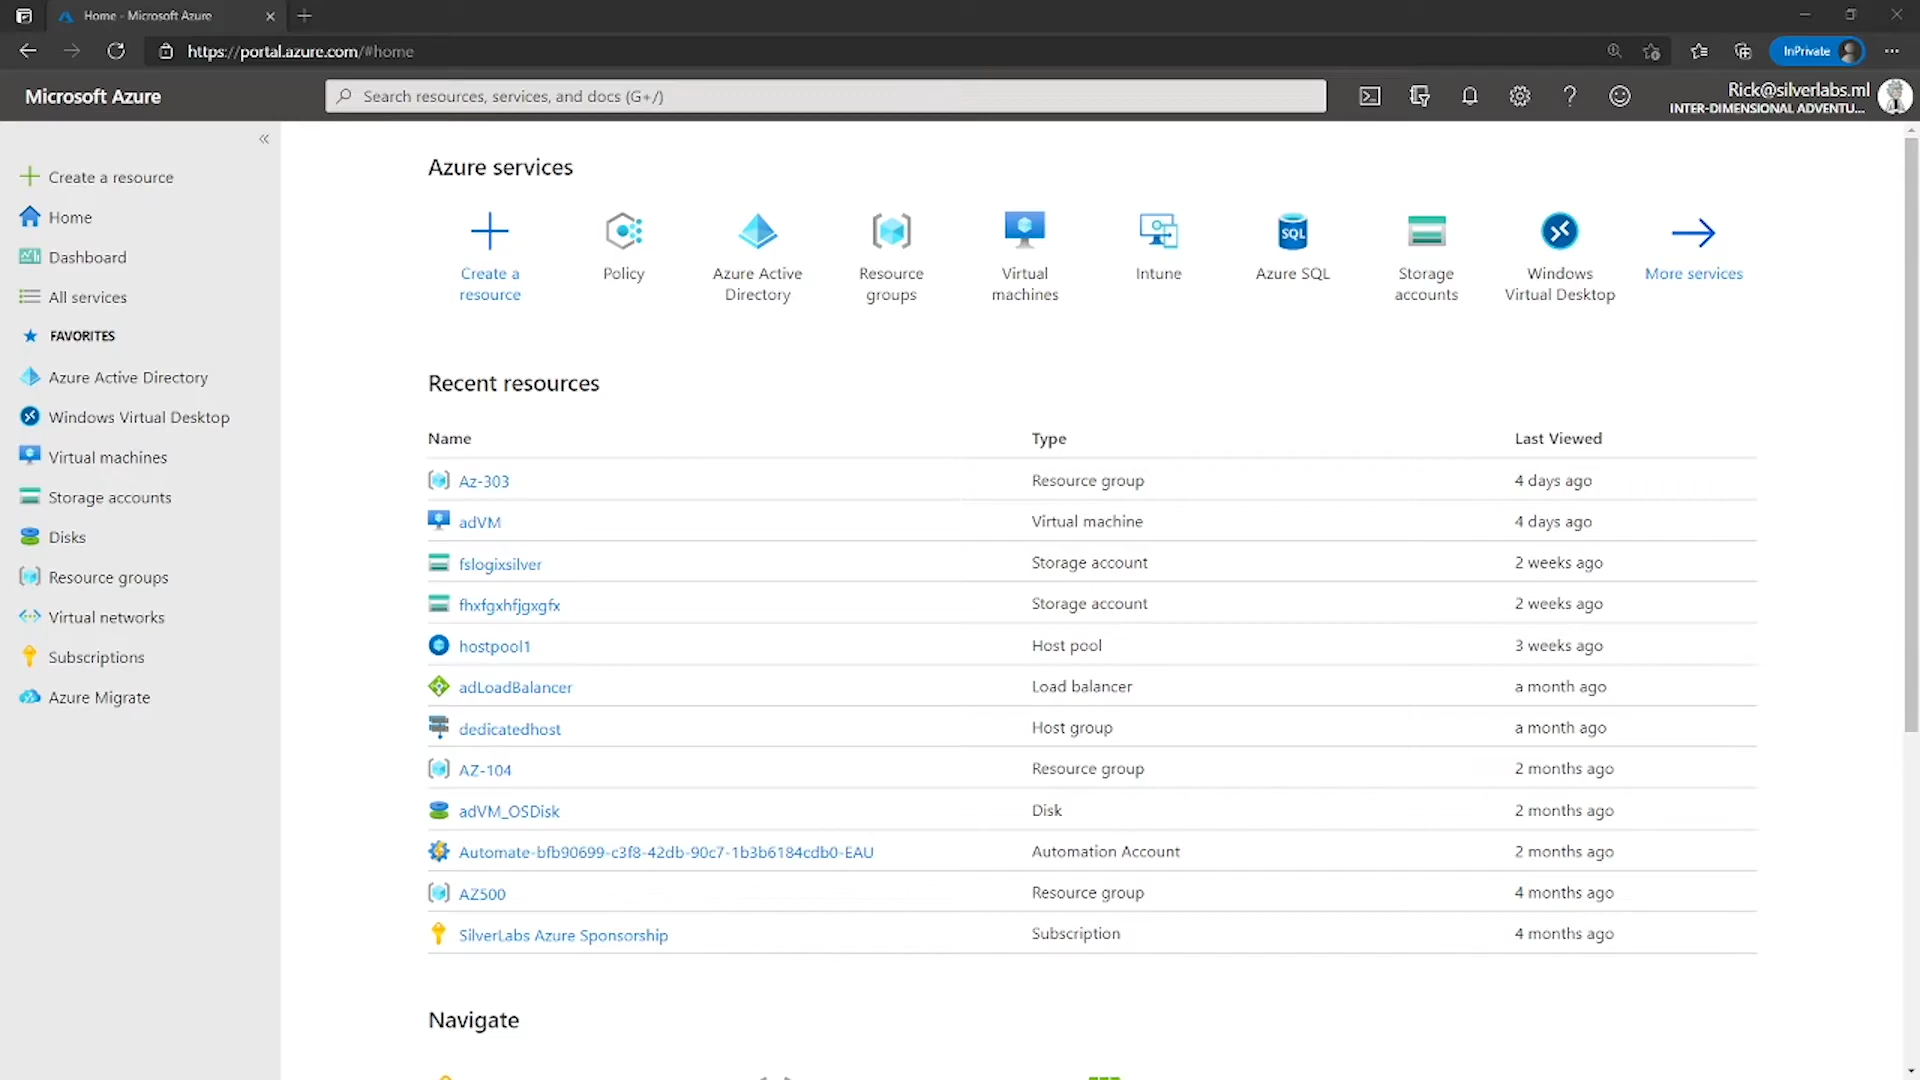 Home - Microsoft Azure
https://portal.azure.com/#home
InPrivate
Microsoft Azure
Search resources, services, and docs (G+/)
Rick@silverlabs.ml
INTER-DIMENSIONAL ADVENTU...
Create a resource
Home
Dashboard
All services
FAVORITES
Azure Active Directory
Windows Virtual Desktop
Virtual machines
Storage accounts
Disks
Resource groups
Virtual networks
Subscriptions
Azure Migrate
Azure services
Create a
resource
Policy
Azure Active
Directory
Resource
groups
Virtual
machines
Intune
SQL
Azure SQL
Storage
accounts
Windows
Virtual Desktop
More services
Recent resources
Name Type Last Viewed
Az-303 Resource group 4 days ago
adVM Virtual machine 4 days ago
fslogixsilver Storage account 2 weeks ago
fhxfgxhfjgxgfx Storage account 2 weeks ago
hostpool1 Host pool 3 weeks ago
adLoadBalancer Load balancer a month ago
dedicatedhost Host group a month ago
AZ-104 Resource group 2 months ago
adVM_OSDisk Disk 2 months ago
Automate-bfb90699-c3f8-42db-90c7-1b3b6184cdb0-EAU Automation Account 2 months ago
AZ500 Resource group 4 months ago
SilverLabs Azure Sponsorship Subscription 4 months ago
Navigate